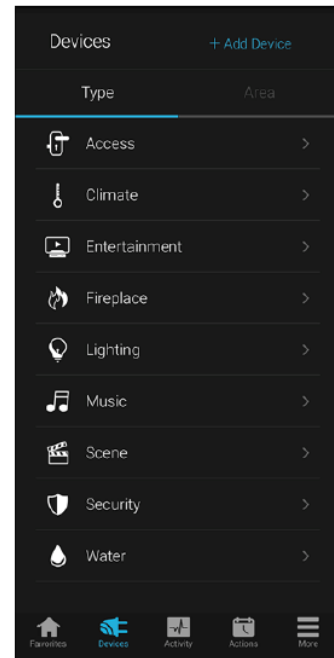 Devices + Add Device
Type Area
Access
Climate
Entertainment
Fireplace
Lighting
Music
Scene
Security
Water
Favorites Devices Activity Actions More